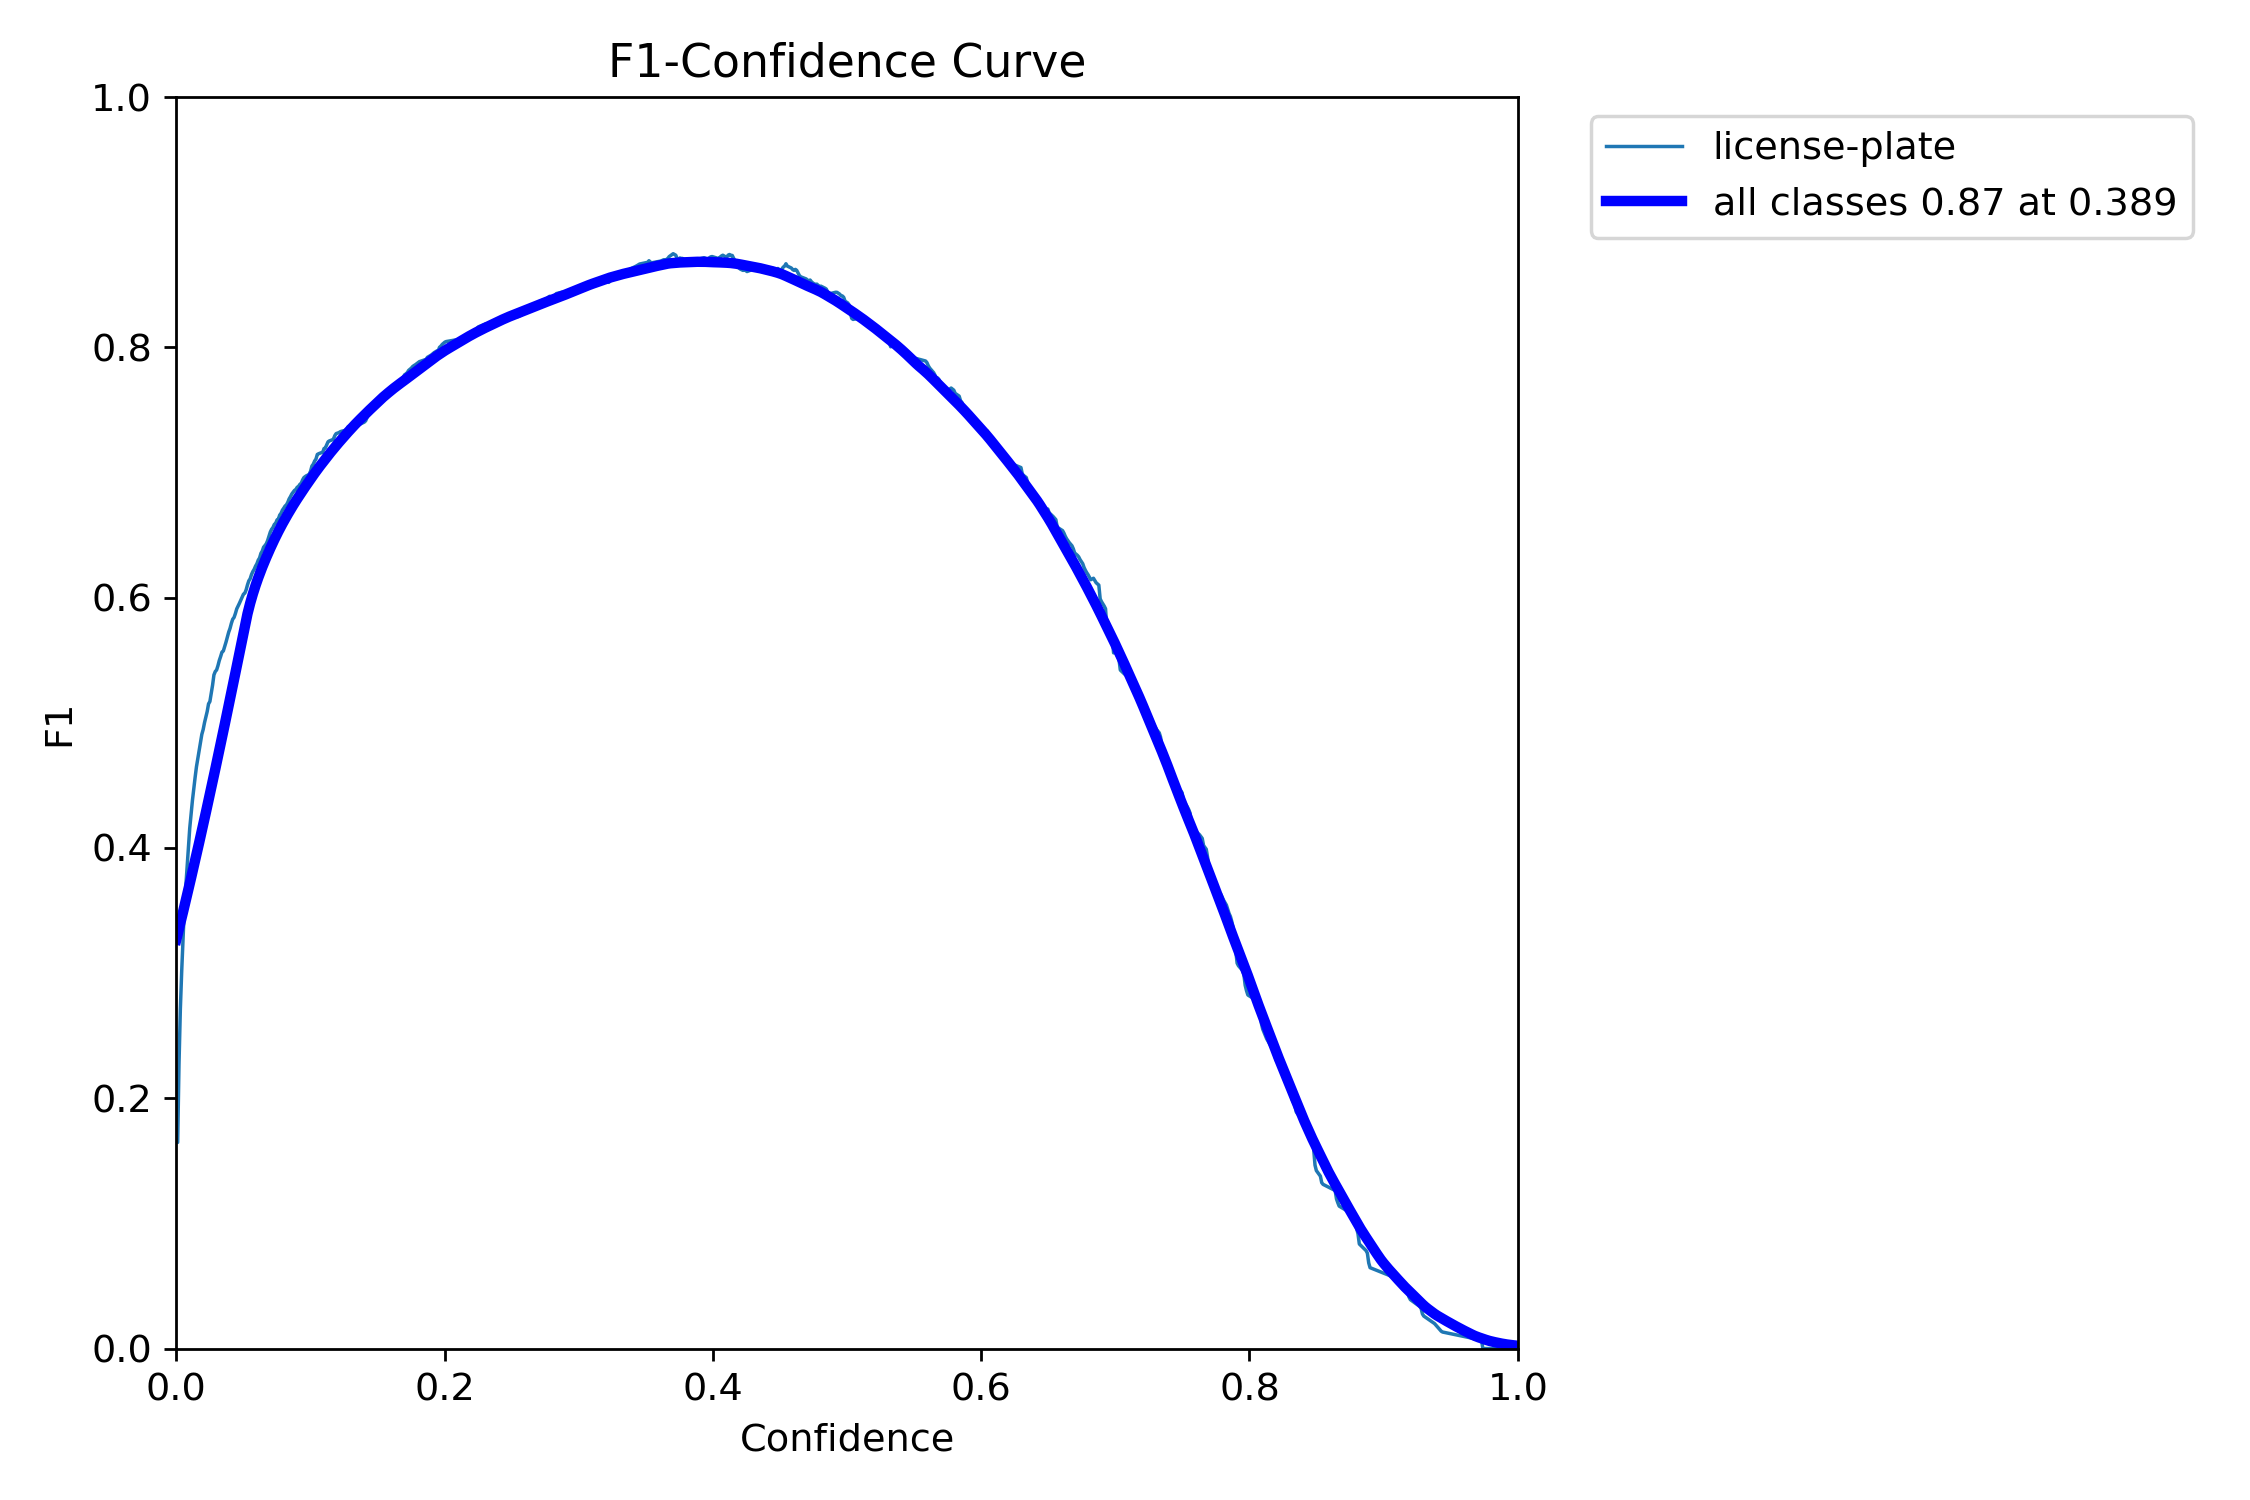 F1-Confidence Curve
license-plate
all classes 0.87 at 0.389
1.0
0.8
0.6
0.4
0.2
0.0
F1
0.0 0.2 0.4 0.6 0.8 1.0
Confidence